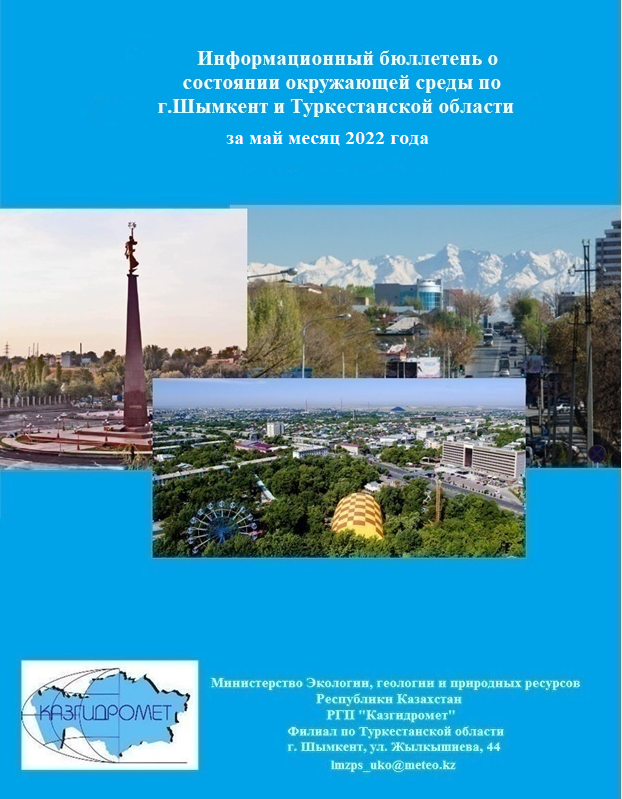 Информационный бюллетень о
состоянии окружающей среды по
г.Шымкент и Туркестанской области
за май месяц 2022 года
КАЗГИДРОМЕТ
Министерство Экологии, геологии и природных ресурсов
Республики Казахстан
РГП "Казгидромет"
Филиал по Туркестанской области
г. Шымкент, ул. Жылкышиева, 44
lmzps_uko@meteo.kz